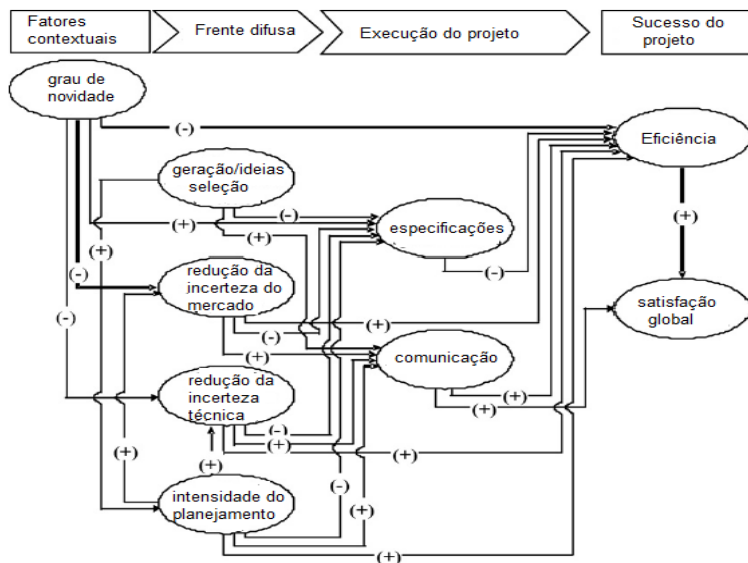 Fatores
contextuais
Frente difusa
Execução do projeto
Sucesso do
projeto
grau de
novidade
(-)
Eficiência
geração/ideias
seleção
(-)
(+)
(+)
(+)
especificações
(+)
(-)
(-)
redução da
incerteza do
mercado
satisfação
global
(-)
(+)
(-)
(+)
comunicação
redução da
incerteza
técnica
(+)
(+)
(-)
(+)
(+)
(+)
(+)
(-)
intensidade do
planejamento
(+)
(+)